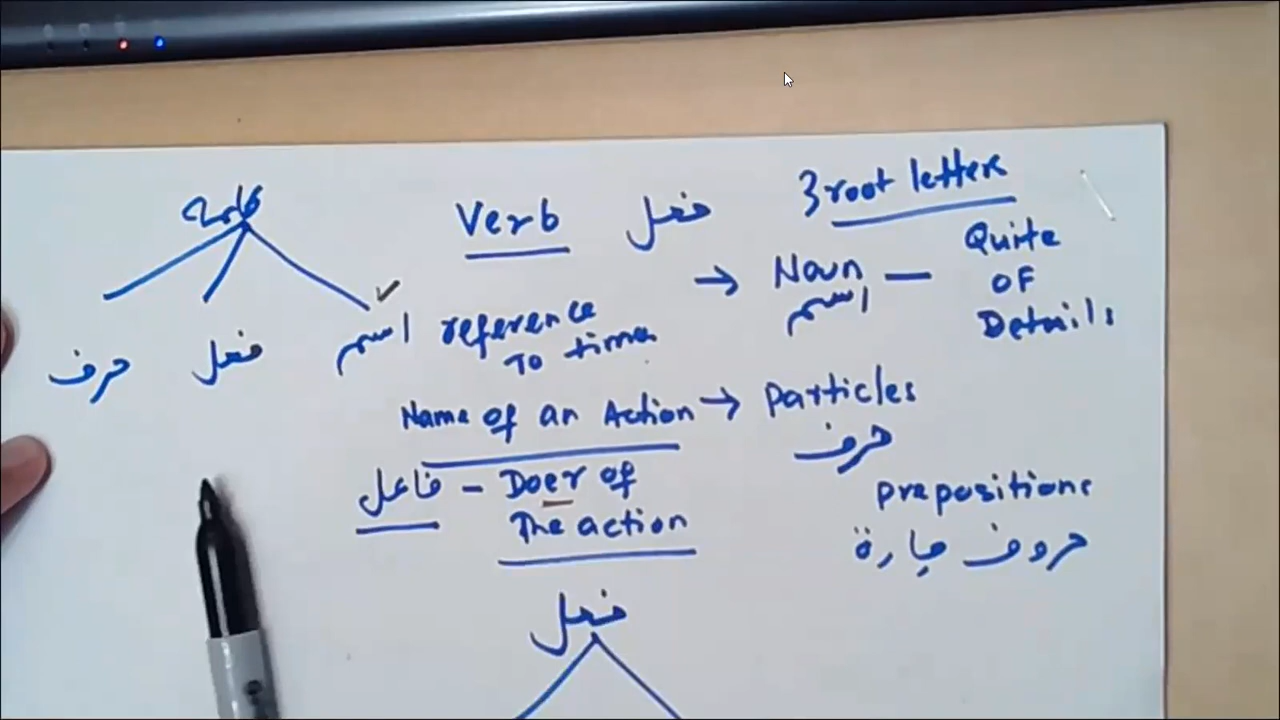 كلمة
حرف فعل اسم
Verb فعل
reference
To time
Name of an Action
فاعل - Doer of
The action
فعل
3 root letters
→ Noun — Quite
اسم OF
Details
→ Particles
حرف
prepositions
حروف جارة